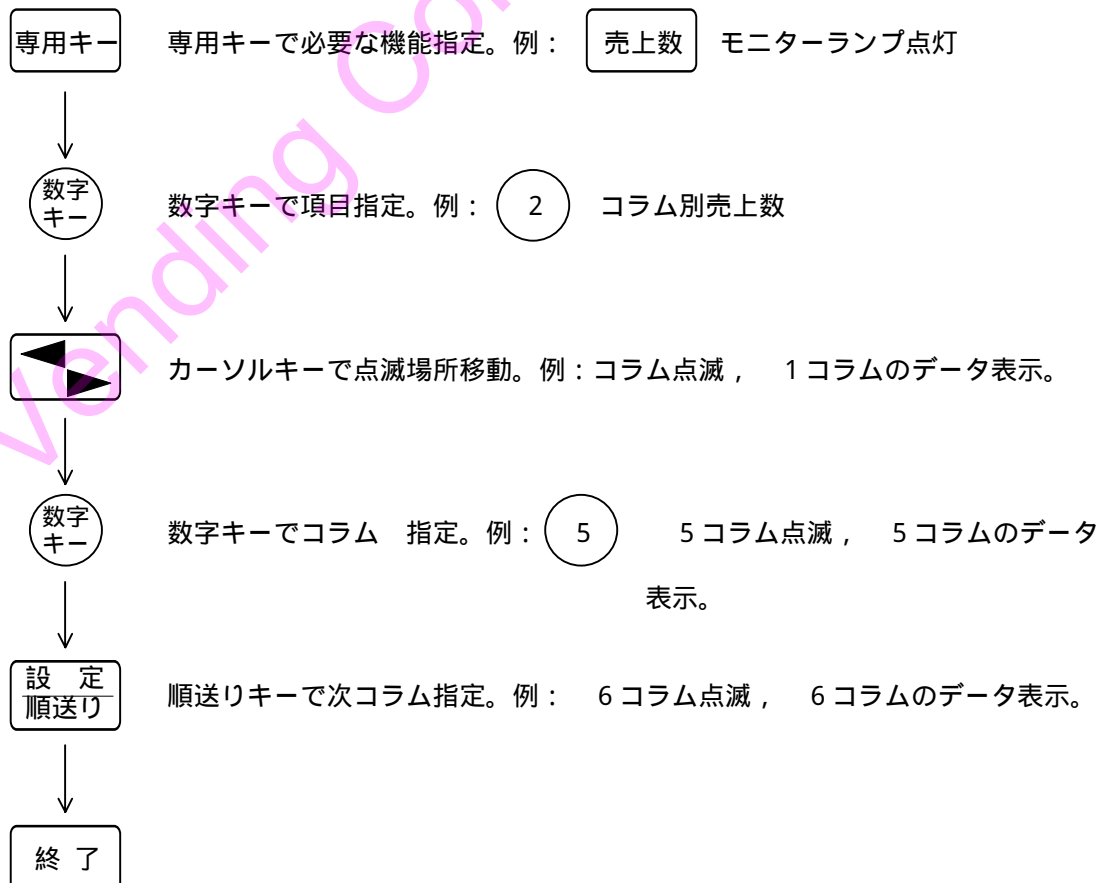 専用キー 専用キーで必要な機能指定。例： 売上数 モニターランプ点灯
数字
キー
数字キーで項目指定。例： 2 コラム別売上数
カーソルキーで点滅場所移動。例：コラム点滅， 1コラムのデータ表示。
数字
キー
数字キーでコラム 指定。例： 5 5コラム点滅， 5コラムのデータ
表示。
設 定
順送り
順送りキーで次コラム指定。例： 6コラム点滅， 6コラムのデータ表示。
終 了
Vending Co